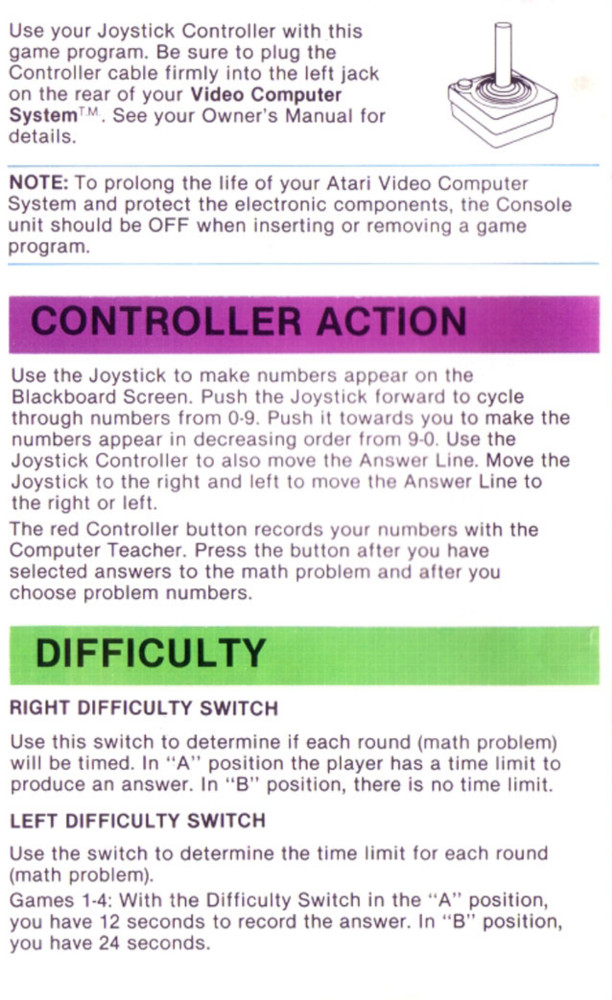 Use your Joystick Controller with this
game program. Be sure to plug the
Controller cable firmly into the left jack
on the rear of your Video Computer
System™. See your Owner's Manual for
details.
NOTE: To prolong the life of your Atari Video Computer
System and protect the electronic components, the Console
unit should be OFF when inserting or removing a game
program.
CONTROLLER ACTION
Use the Joystick to make numbers appear on the
Blackboard Screen. Push the Joystick forward to cycle
through numbers from 0-9. Push it towards you to make the
numbers appear in decreasing order from 9-0. Use the
Joystick Controller to also move the Answer Line. Move the
Joystick to the right and left to move the Answer Line to
the right or left.
The red Controller button records your numbers with the
Computer Teacher. Press the button after you have
selected answers to the math problem and after you
choose problem numbers.
DIFFICULTY
RIGHT DIFFICULTY SWITCH
Use this switch to determine if each round (math problem)
will be timed. In "A" position the player has a time limit to
produce an answer. In "B" position, there is no time limit.
LEFT DIFFICULTY SWITCH
Use the switch to determine the time limit for each round
(math problem).
Games 1-4: With the Difficulty Switch in the "A" position,
you have 12 seconds to record the answer. In "B" position,
you have 24 seconds.